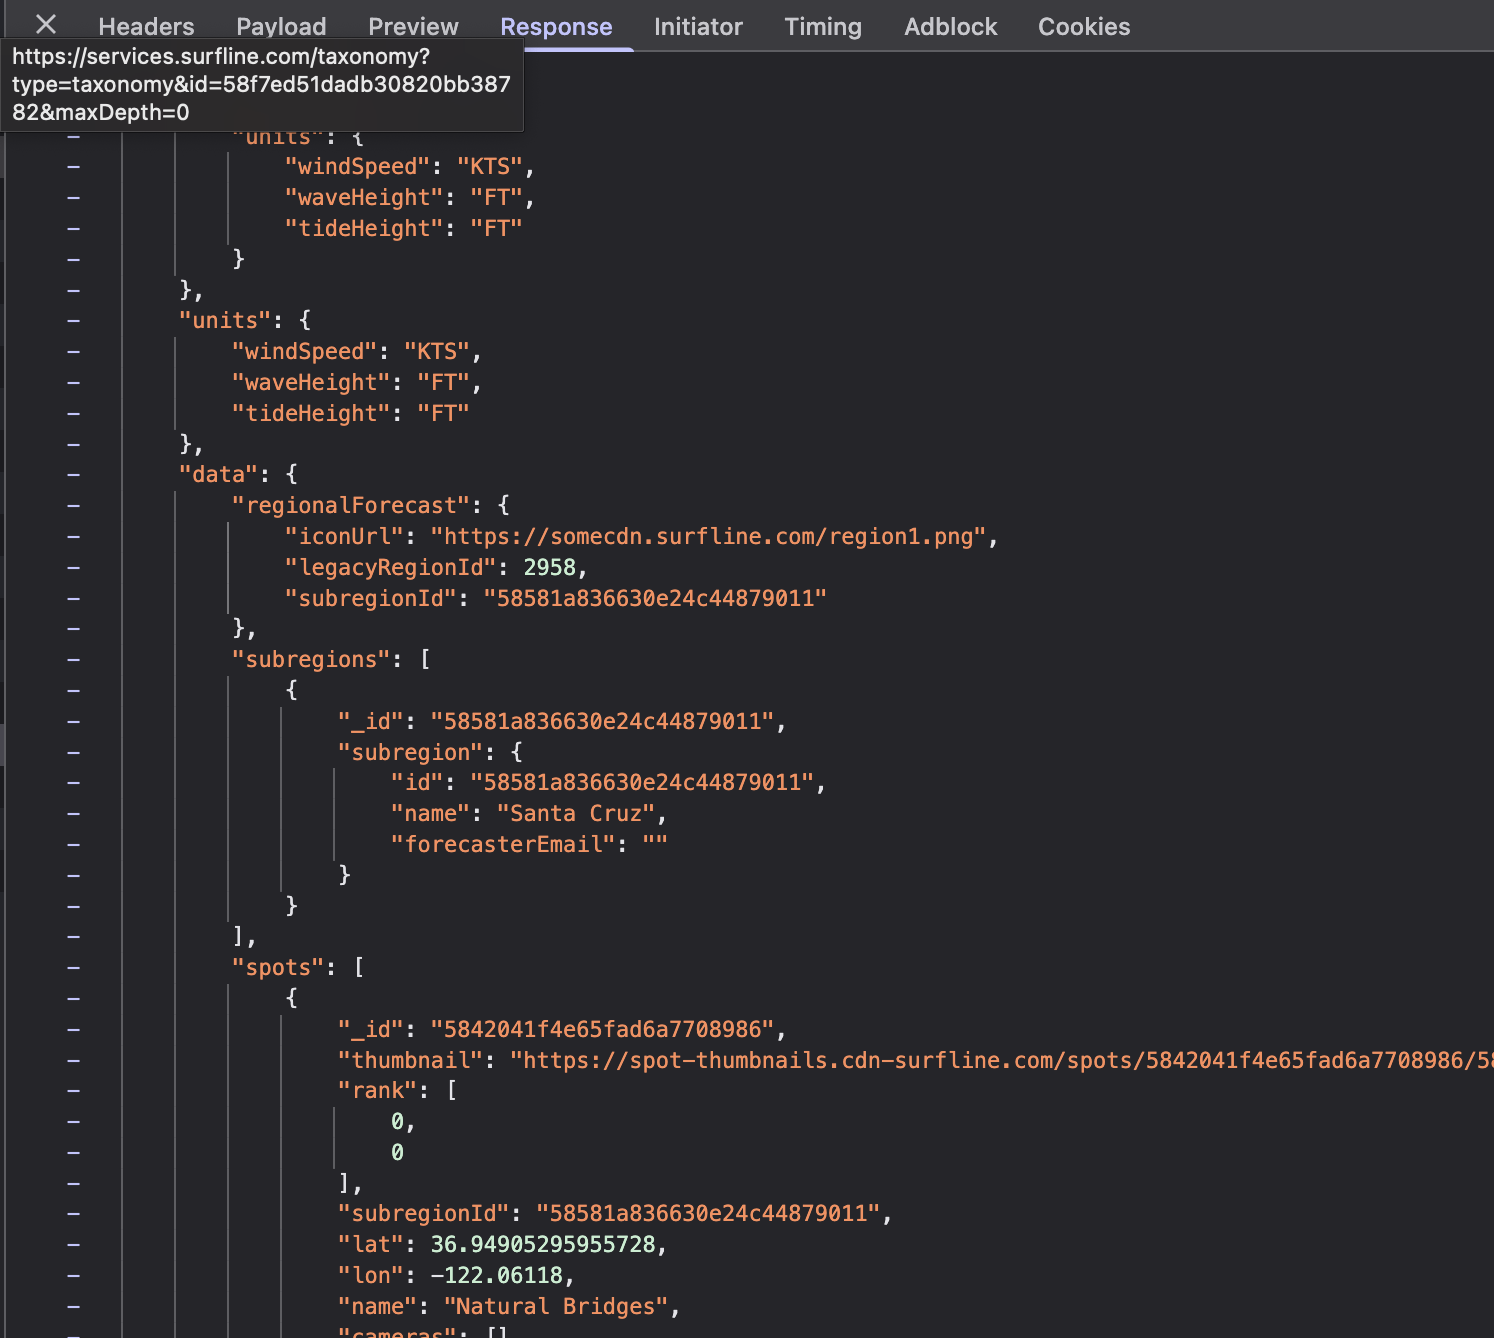 Headers Payload Preview Response Initiator Timing Adblock Cookies
https://services.surfline.com/taxonomy?
type=taxonomy&id=58f7ed51dadb30820bb387
82&maxDepth=0
"units": {
"windSpeed": "KTS",
"waveHeight": "FT",
"tideHeight": "FT"
}
},
"units": {
"windSpeed": "KTS",
"waveHeight": "FT",
"tideHeight": "FT"
},
"data": {
"regionalForecast": {
"iconUrl": "https://somecdn.surfline.com/region1.png",
"legacyRegionId": 2958,
"subregionId": "58581a836630e24c44879011"
},
"subregions": [
{
"_id": "58581a836630e24c44879011",
"subregion": {
"id": "58581a836630e24c44879011",
"name": "Santa Cruz",
"forecasterEmail": ""
}
}
],
"spots": [
{
"_id": "5842041f4e65fad6a7708986",
"thumbnail": "https://spot-thumbnails.cdn-surfline.com/spots/5842041f4e65fad6a7708986/58
"rank": [
0,
0
],
"subregionId": "58581a836630e24c44879011",
"lat": 36.94905295955728,
"lon": -122.06118,
"name": "Natural Bridges",
"cameras": []